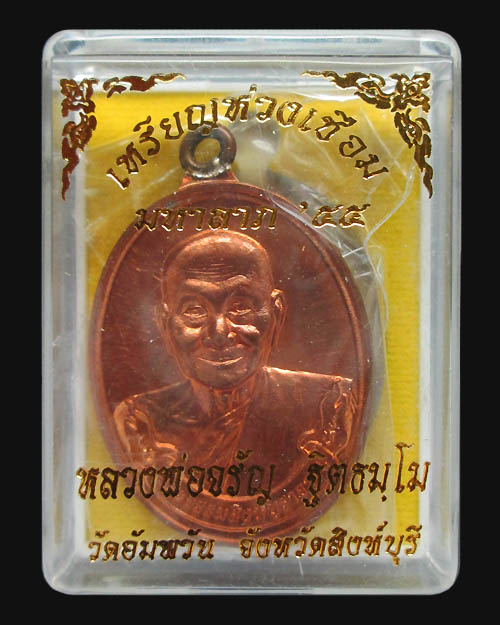 เหรียญห่วงเชื่อม
มหาลาภ ' ๕๕
หลวงพ่อจรัญ ฐิตธมฺโม
วัดอัมพวัน จังหวัดสิงห์บุรี